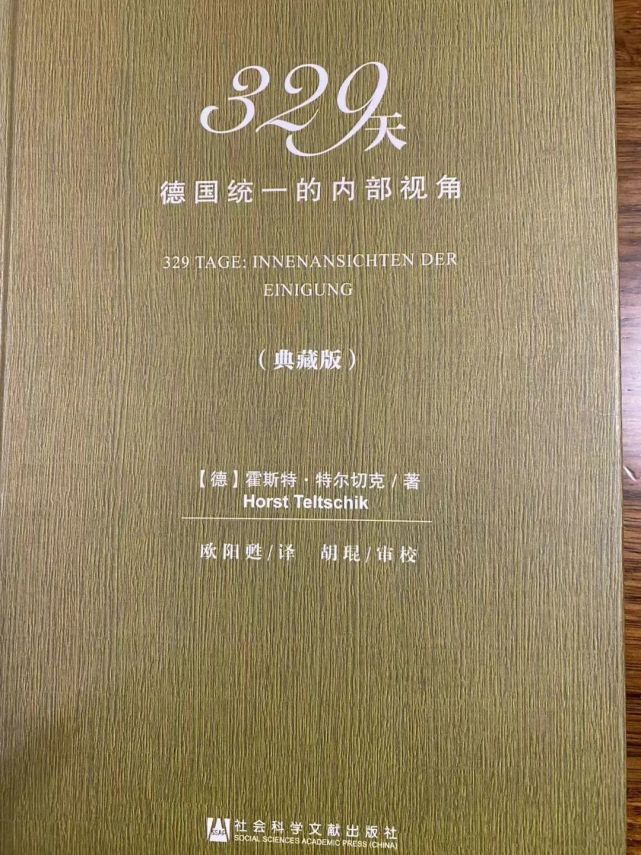 329天
德国统一的内部视角
329 TAGE: INNENANSICHTEN DER
EINIGUNG
（典藏版）
【德】霍斯特·特尔切克/著
Horst Teltschik
欧阳甦/译 胡琨/审校
SSAP
社会科学文献出版社
SOCIAL SCIENCES ACADEMIC PRESS (CHINA)